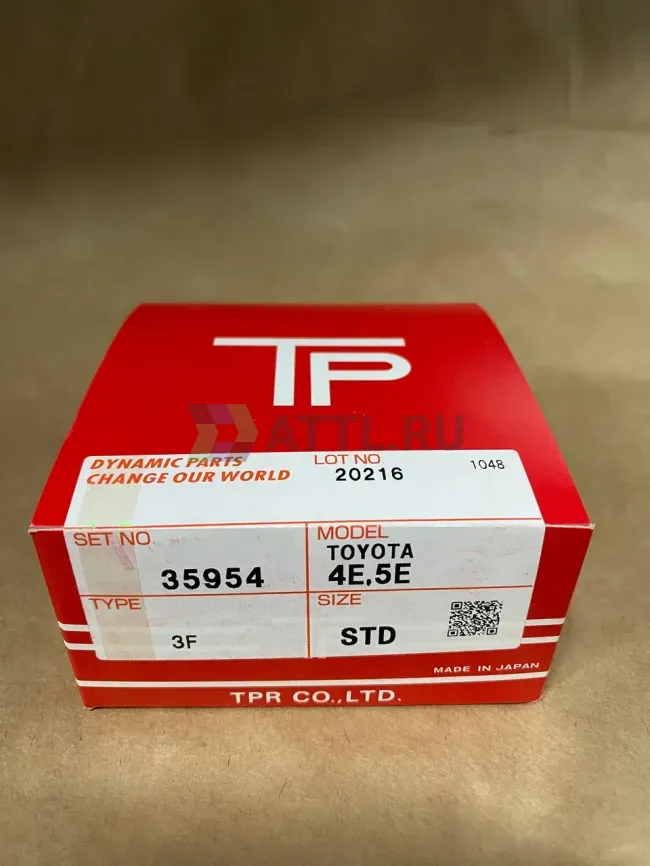 TP
ATTL.RU
DYNAMIC PARTS
CHANGE OUR WORLD
LOT NO
20216
1048
SET NO.
35954
MODEL
TOYOTA
4E,5E
TYPE
3F
SIZE
STD
MADE IN JAPAN
TPR CO.,LTD.